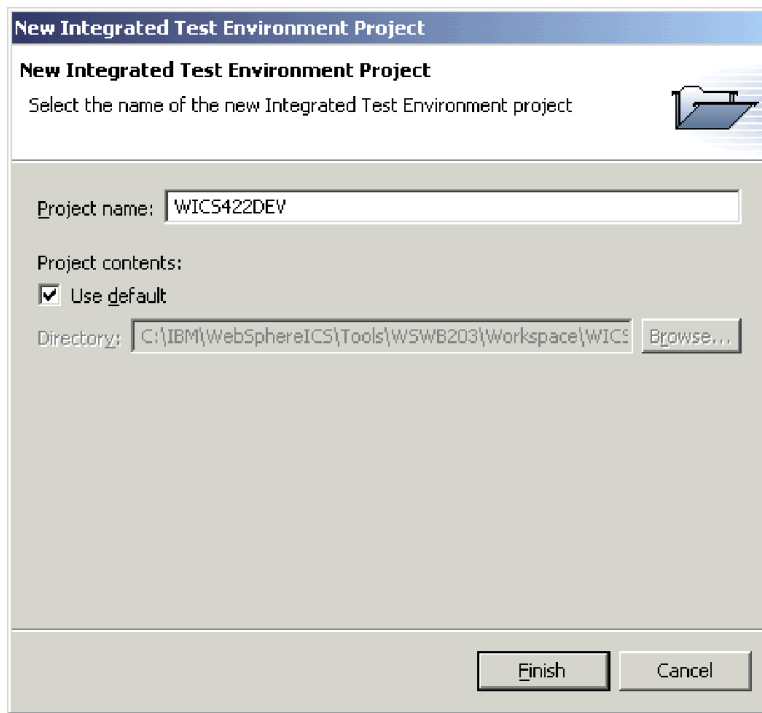 New Integrated Test Environment Project
New Integrated Test Environment Project
Select the name of the new Integrated Test Environment project
Project name: WICS422DEV
Project contents:
Use default
Directory: C:\IBM\WebSphereICS\Tools\WSWB203\Workspace\WICS Browse...
Finish Cancel